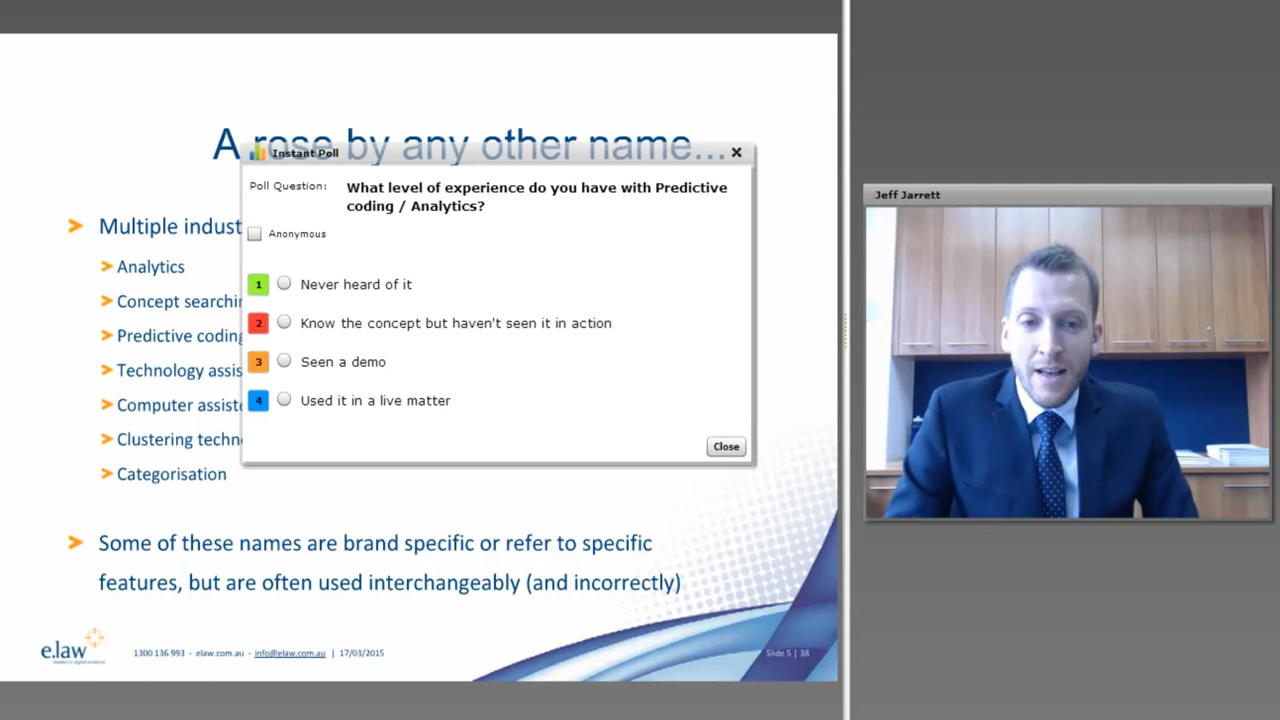 A rose by any other name...
Instant Poll
Poll Question: What level of experience do you have with Predictive
coding / Analytics?
Anonymous
1 Never heard of it
2 Know the concept but haven't seen it in action
3 Seen a demo
4 Used it in a live matter
Close
Multiple indust
Analytics
Concept searchin
Predictive coding
Technology assis
Computer assiste
Clustering techn
Categorisation
Some of these names are brand specific or refer to specific
features, but are often used interchangeably (and incorrectly)
e.law
1300 136 993 - elaw.com.au - info@elaw.com.au | 17/03/2015
Slide 5 | 38
Jeff Jarrett